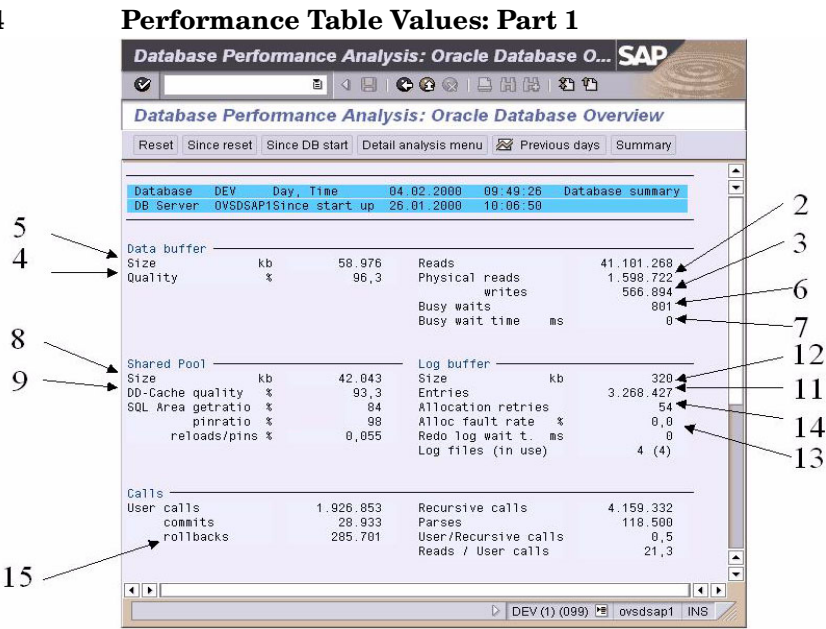 4 Performance Table Values: Part 1
Database Performance Analysis: Oracle Database O... SAP
Database Performance Analysis: Oracle Database Overview
Reset Since reset Since DB start Detail analysis menu Previous days Summary
Database DEV Day, Time 04.02.2000 09:49:26 Database summary
DB Server OVSDSAP1Since start up 26.01.2000 10:06:50
Data buffer
Size kb 58.976 Reads 41.101.268
Quality % 96,3 Physical reads 1.598.722
writes 566.894
Busy waits 801
Busy wait time ms 0
Shared Pool Log buffer
Size kb 42.043 Size kb 320
DD-Cache quality % 93,3 Entries 3.268.427
SQL Area getratio % 84 Allocation retries 54
pinratio % 98 Alloc fault rate % 0,0
reloads/pins % 0,055 Redo log wait t. ms 0
Log files (in use) 4 (4)
Calls
User calls 1.926.853 Recursive calls 4.159.332
commits 28.933 Parses 118.500
rollbacks 285.701 User/Recursive calls 0,5
Reads / User calls 21,3
DEV (1) (099) ovsdsap1 INS
5
4
8
9
15
2
3
6
7
12
11
14
13